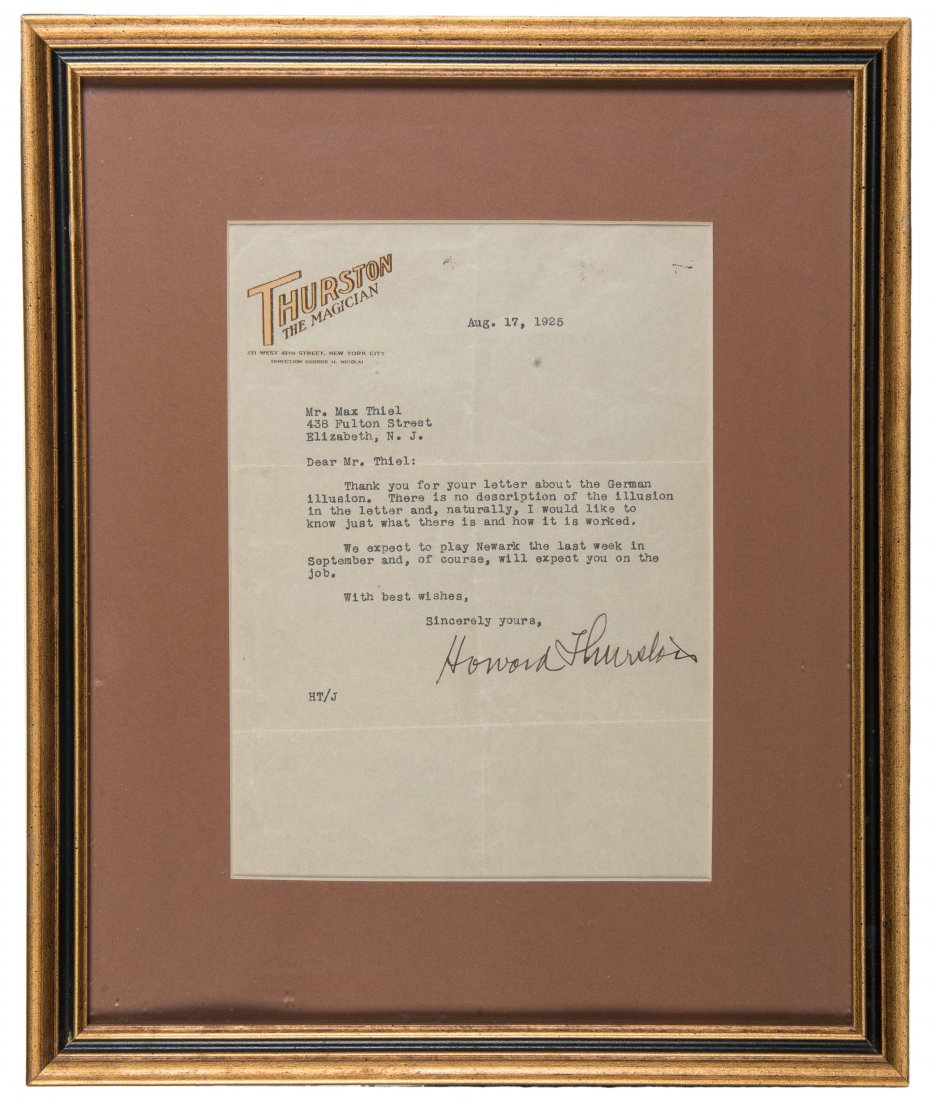 THURSTON
THE MAGICIAN
231 WEST 45TH STREET, NEW YORK CITY
DIRECTION GEORGE H. NICOLAI
Aug. 17, 1925
Mr. Max Thiel
438 Fulton Street
Elizabeth, N. J.
Dear Mr. Thiel:
Thank you for your letter about the German
illusion. There is no description of the illusion
in the letter and, naturally, I would like to
know just what there is and how it is worked.
We expect to play Newark the last week in
September and, of course, will expect you on the
job.
With best wishes,
Sincerely yours,
Howard Thurston
HT/J